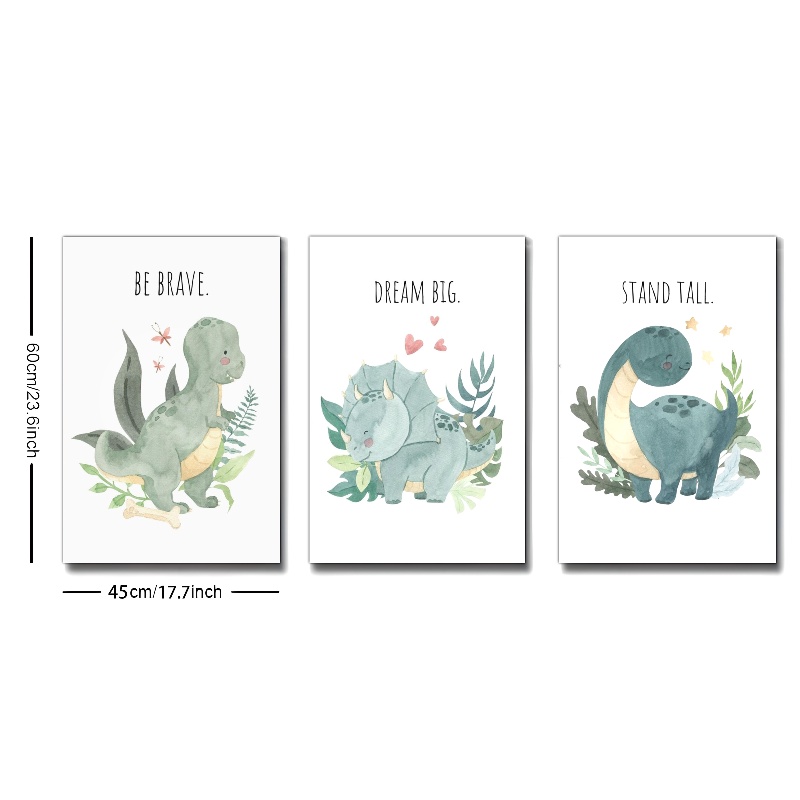 BE BRAVE.
DREAM BIG.
STAND TALL.
60cm/23.6inch
45cm/17.7inch